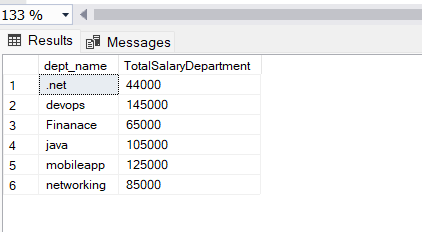 133 %
Results Messages
dept_name TotalSalaryDepartment
1 .net 44000
2 devops 145000
3 Finanace 65000
4 java 105000
5 mobileapp 125000
6 networking 85000